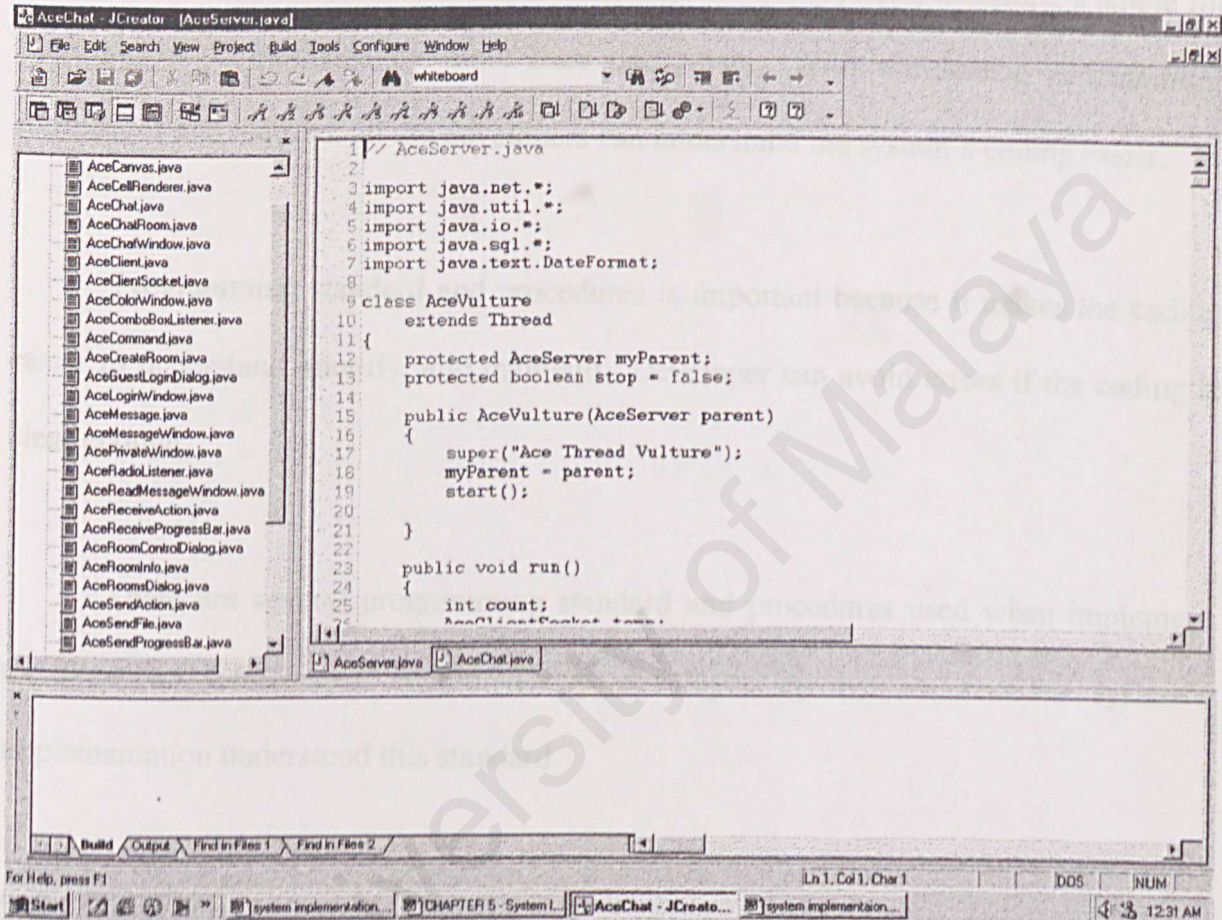 AceChat - JCreator - [AceServer.java]
File Edit Search View Project Build Tools Configure Window Help
whiteboard
AceCanvas.java
AceCellRenderer.java
AceChat.java
AceChatRoom.java
AceChatWindow.java
AceClient.java
AceClientSocket.java
AceColorWindow.java
AceComboBoxListener.java
AceCommand.java
AceCreateRoom.java
AceGuestLoginDialog.java
AceLoginWindow.java
AceMessage.java
AceMessageWindow.java
AcePrivateWindow.java
AceRadioListener.java
AceReadMessageWindow.java
AceReceiveAction.java
AceReceiveProgressBar.java
AceRoomControlDialog.java
AceRoomInfo.java
AceRoomsDialog.java
AceSendAction.java
AceSendFile.java
AceSendProgressBar.java
1 // AceServer.java
2
3 import java.net.*;
4 import java.util.*;
5 import java.io.*;
6 import java.sql.*;
7 import java.text.DateFormat;
8
9 class AceVulture
10 extends Thread
11 {
12 protected AceServer myParent;
13 protected boolean stop = false;
14
15 public AceVulture(AceServer parent)
16 {
17 super("Ace Thread Vulture");
18 myParent = parent;
19 start();
20
21 }
22
23 public void run()
24 {
25 int count;
26 AceClientSocket temp;
AceServer.java AceChat.java
Build Output Find in Files 1 Find in Files 2
For Help, press F1 Ln 1, Col 1, Char 1 DOS NUM
Start system implementation.... CHAPTER 5 - System I... AceChat - JCreato... system implementaion.... 12:31 AM
University of Malaya